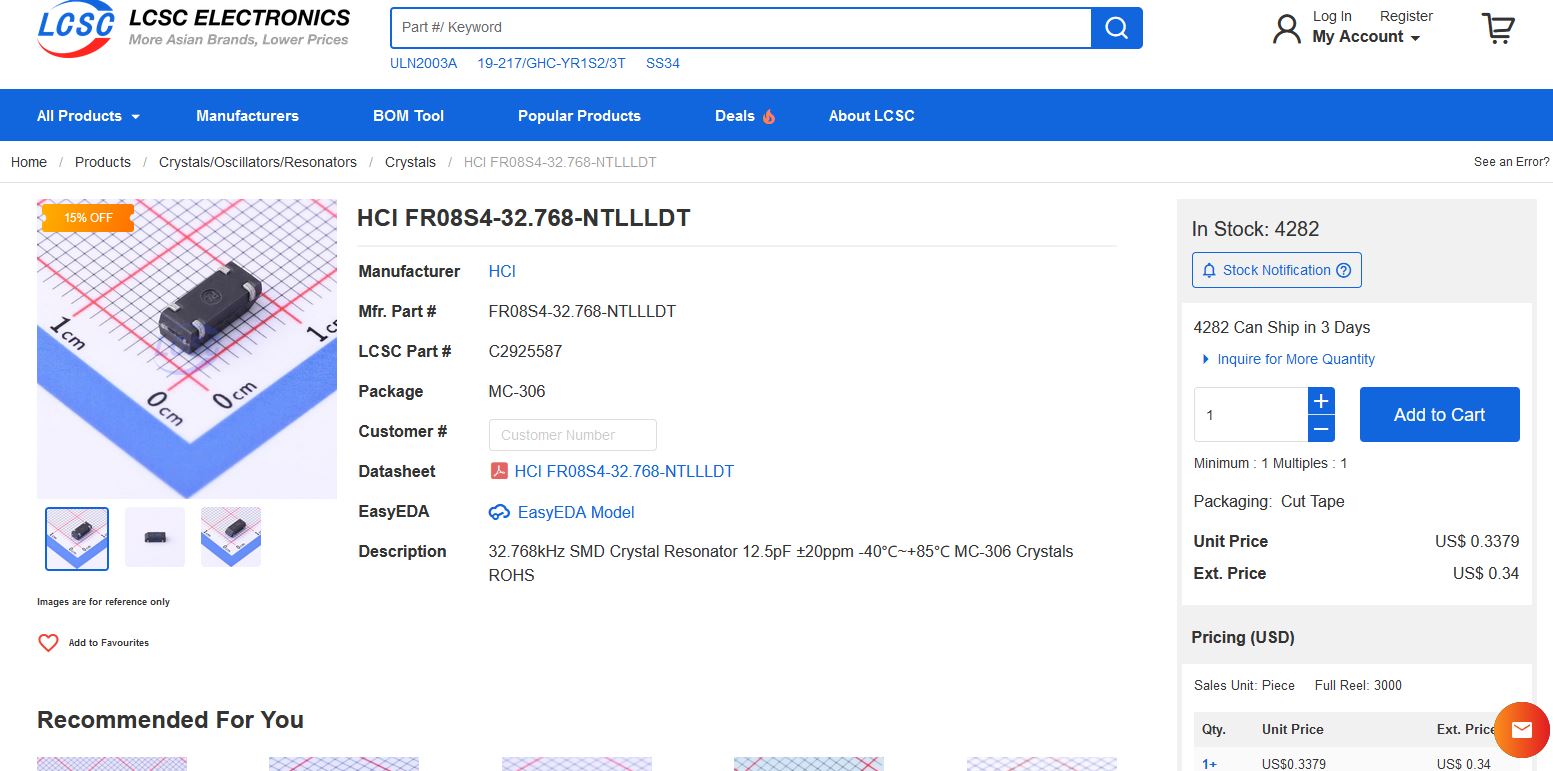 LCSC
LCSC ELECTRONICS
More Asian Brands, Lower Prices
Part #/ Keyword
ULN2003A 19-217/GHC-YR1S2/3T SS34
Log In Register
My Account
All Products Manufacturers BOM Tool Popular Products Deals About LCSC
Home / Products / Crystals/Oscillators/Resonators / Crystals / HCI FR08S4-32.768-NTLLLDT
See an Error?
15% OFF
1cm
0cm
0cm
1c
HCI FR08S4-32.768-NTLLLDT
Manufacturer HCI
Mfr. Part # FR08S4-32.768-NTLLLDT
LCSC Part # C2925587
Package MC-306
Customer # Customer Number
Datasheet HCI FR08S4-32.768-NTLLLDT
EasyEDA EasyEDA Model
Description 32.768kHz SMD Crystal Resonator 12.5pF ±20ppm -40℃~+85℃ MC-306 Crystals
ROHS
Images are for reference only
Add to Favourites
Recommended For You
In Stock: 4282
Stock Notification
4282 Can Ship in 3 Days
Inquire for More Quantity
1 + −
Add to Cart
Minimum : 1 Multiples : 1
Packaging: Cut Tape
Unit Price US$ 0.3379
Ext. Price US$ 0.34
Pricing (USD)
Sales Unit: Piece Full Reel: 3000
Qty. Unit Price Ext. Price
1+ US$0.3379 US$ 0.34